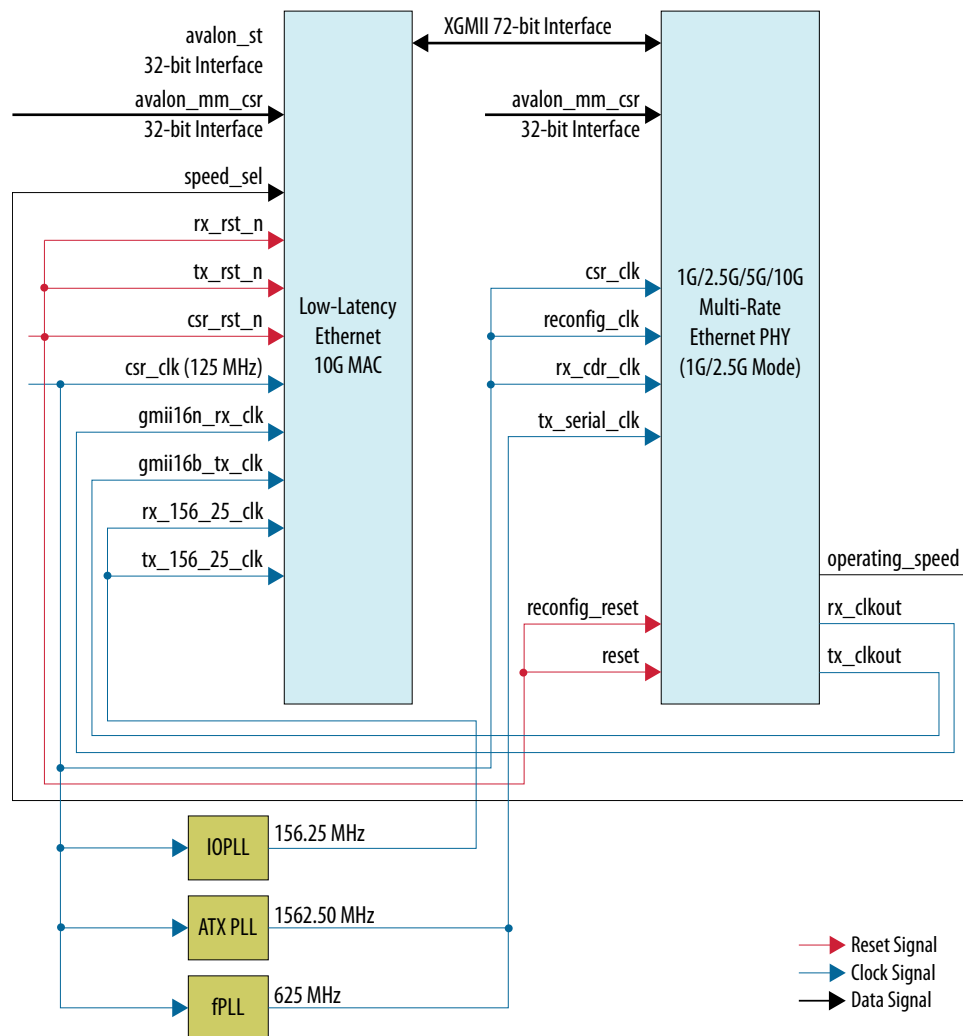 avalon_st
32-bit Interface
avalon_mm_csr
32-bit Interface
speed_sel
rx_rst_n
tx_rst_n
csr_rst_n
csr_clk (125 MHz)
gmii16n_rx_clk
gmii16b_tx_clk
rx_156_25_clk
tx_156_25_clk
Low-Latency
Ethernet
10G MAC
XGMII 72-bit Interface
avalon_mm_csr
32-bit Interface
csr_clk
reconfig_clk
rx_cdr_clk
tx_serial_clk
reconfig_reset
reset
1G/2.5G/5G/10G
Multi-Rate
Ethernet PHY
(1G/2.5G Mode)
operating_speed
rx_clkout
tx_clkout
IOPLL
156.25 MHz
ATX PLL
1562.50 MHz
fPLL
625 MHz
Reset Signal
Clock Signal
Data Signal